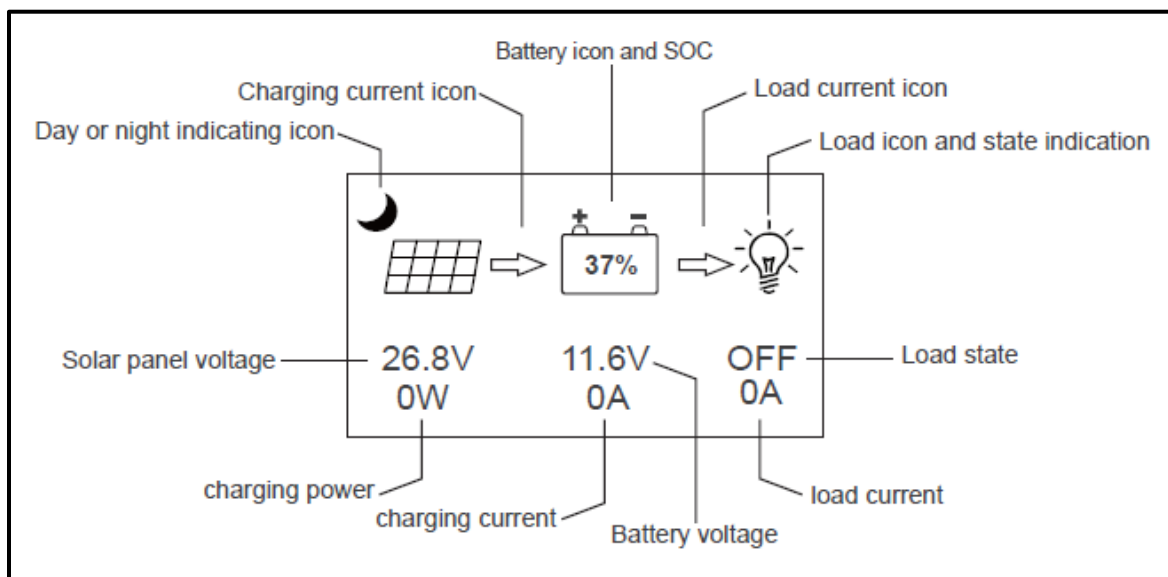 Battery icon and SOC
Charging current icon
Load current icon
Day or night indicating icon
Load icon and state indication
+ −
37%
Solar panel voltage
26.8V
11.6V
OFF
Load state
0W
0A
0A
charging power
charging current
Battery voltage
load current